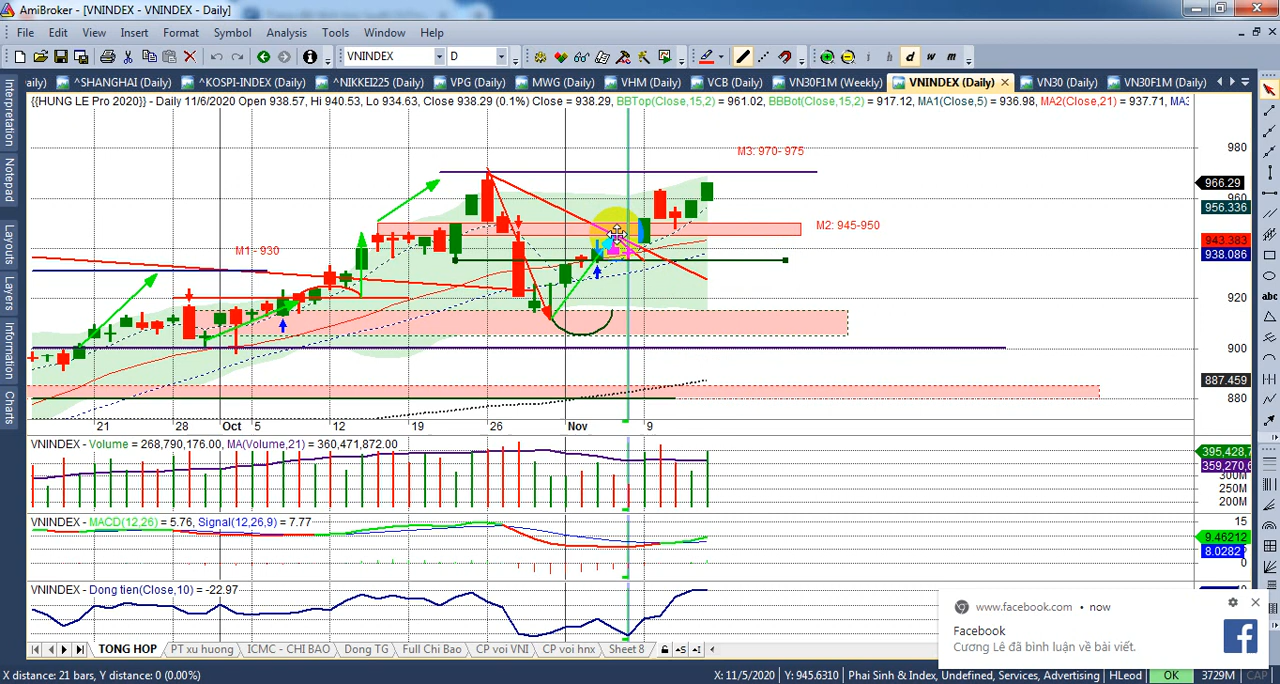 AmiBroker - [VNINDEX - VNINDEX - Daily]
File Edit View Insert Format Symbol Analysis Tools Window Help
VNINDEX D i h d w m
aily) ^SHANGHAI (Daily) ^KOSPI-INDEX (Daily) ^NIKKEI225 (Daily) VPG (Daily) MWG (Daily) VHM (Daily) VCB (Daily) VN30F1M (Weekly) VNINDEX (Daily) VN30 (Daily) VN30F1M (Daily)
{{HUNG LE Pro 2020}} - Daily 11/6/2020 Open 938.57, Hi 940.53, Lo 934.63, Close 938.29 (0.1%) Close = 938.29, BBTop(Close,15,2) = 961.02, BBBot(Close,15,2) = 917.12, MA1(Close,5) = 936.98, MA2(Close,21) = 937.71, MA3
Interpretation
Notepad
Layouts
Layers
Information
Charts
abc
M3: 970- 975
M2: 945-950
M1- 930
980
966.29
960
956.336
943.383
938.086
920
900
887.459
880
21 28 Oct 5 12 19 26 Nov 9
VNINDEX - Volume = 268,790,176.00, MA(Volume,21) = 360,471,872.00
395,428,7
359,270,6
300M
200M
VNINDEX - MACD(12,26) = 5.76, Signal(12,26,9) = 7.77
15
9.46212
8.0282
0
VNINDEX - Dong tien(Close,10) = -22.97
www.facebook.com • now
Facebook
Cương Lê đã bình luận về bài viết.
TONG HOP PT xu huong ICMC - CHI BAO Dong TG Full Chi Bao CP voi VNI CP voi hnx Sheet 8
X distance: 21 bars, Y distance: 0 (0.00%) X: 11/5/2020 Y: 945.6310 Phai Sinh & Index, Undefined, Services, Advertising HLeod OK 3729M CAP